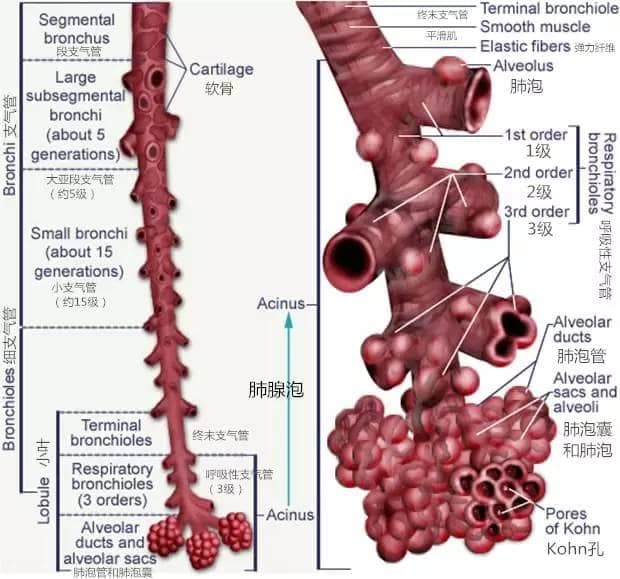 Segmental
bronchus
段支气管
Large
subsegmental
bronchi
(about 5
generations)
大亚段支气管
(约5级)
Small bronchi
(about 15
generations)
小支气管
(约15级)
Bronchi 支气管
Bronchioles 细支气管
Lobule 小叶
Terminal
bronchioles
终末支气管
Respiratory
bronchioles
(3 orders)
呼吸性支气管
(3级)
Alveolar
ducts and
alveolar sacs
肺泡管和肺泡囊
Cartilage
软骨
Acinus
肺腺泡
Acinus
Terminal bronchiole
终末支气管
Smooth muscle
平滑肌
Elastic fibers 弹力纤维
Alveolus
肺泡
1st order
1级
2nd order
2级
3rd order
3级
Respiratory
bronchioles
呼吸性支气管
Alveolar
ducts
肺泡管
Alveolar
sacs and
alveoli
肺泡囊
和肺泡
Pores
of Kohn
Kohn孔